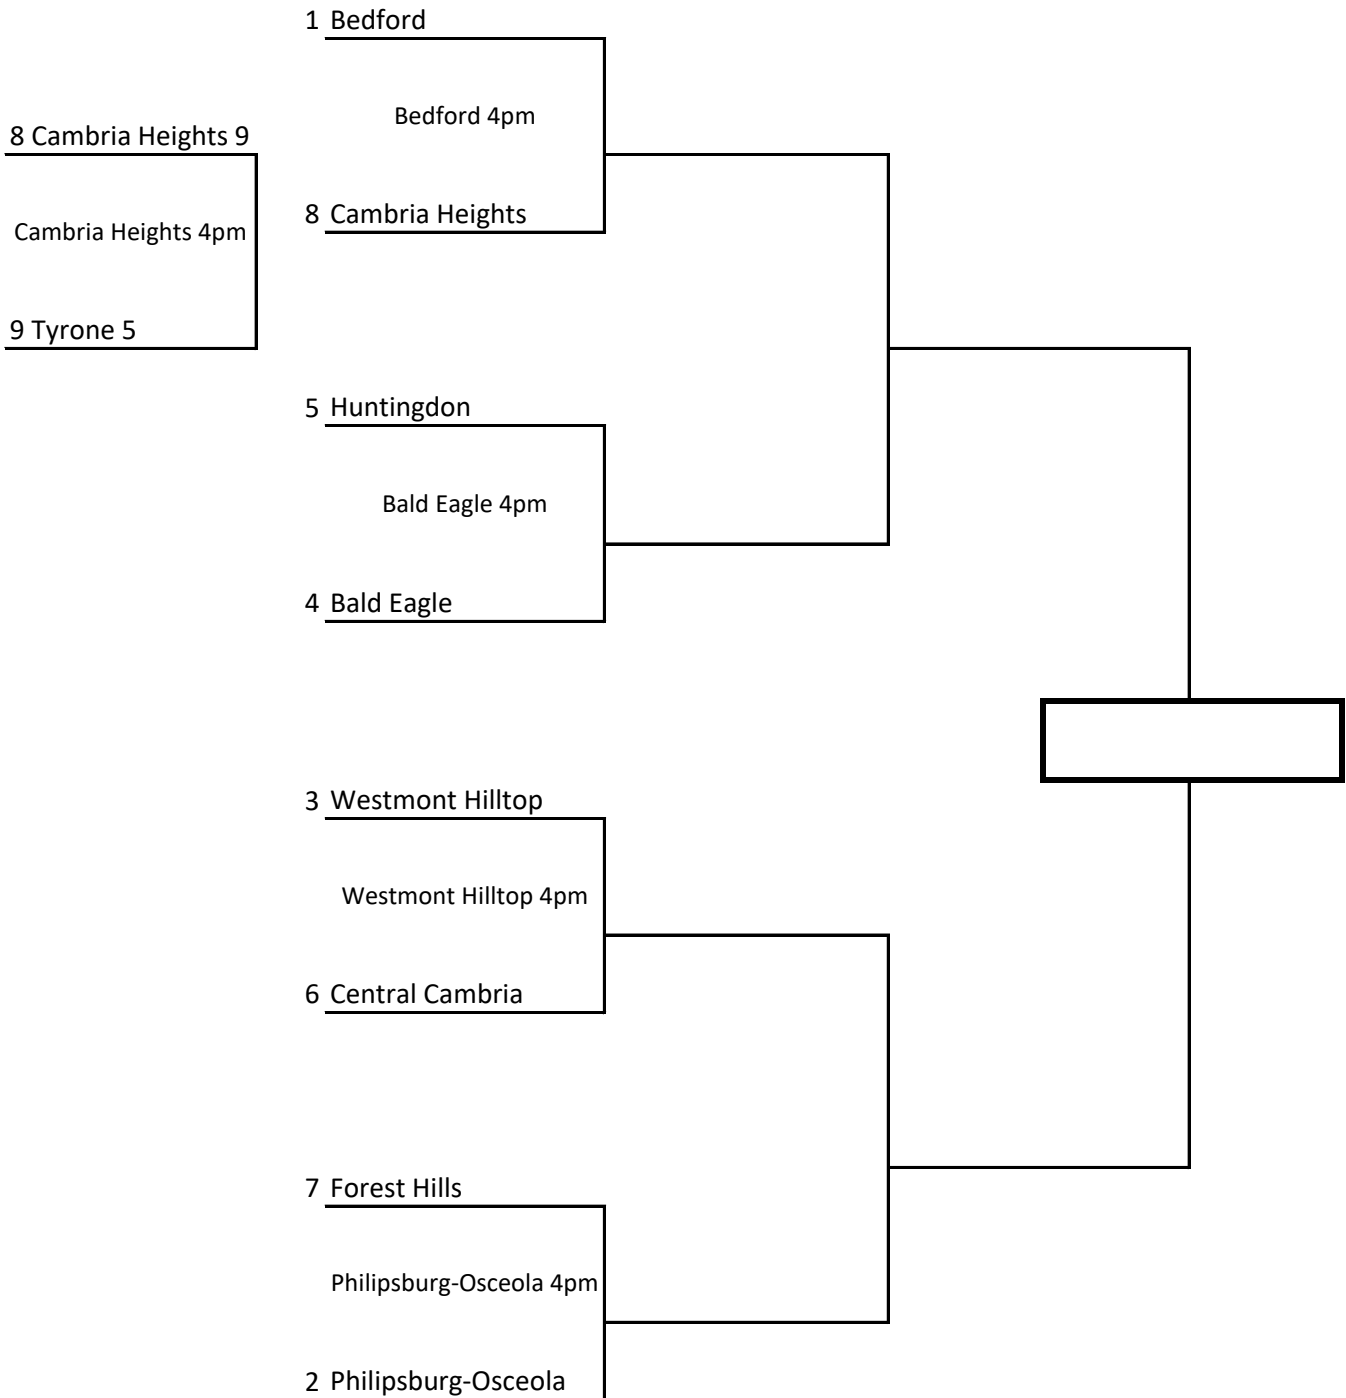 1 Bedford
Bedford 4pm
8 Cambria Heights 9
8 Cambria Heights
Cambria Heights 4pm
9 Tyrone 5
5 Huntingdon
Bald Eagle 4pm
4 Bald Eagle
3 Westmont Hilltop
Westmont Hilltop 4pm
6 Central Cambria
7 Forest Hills
Philipsburg-Osceola 4pm
2 Philipsburg-Osceola